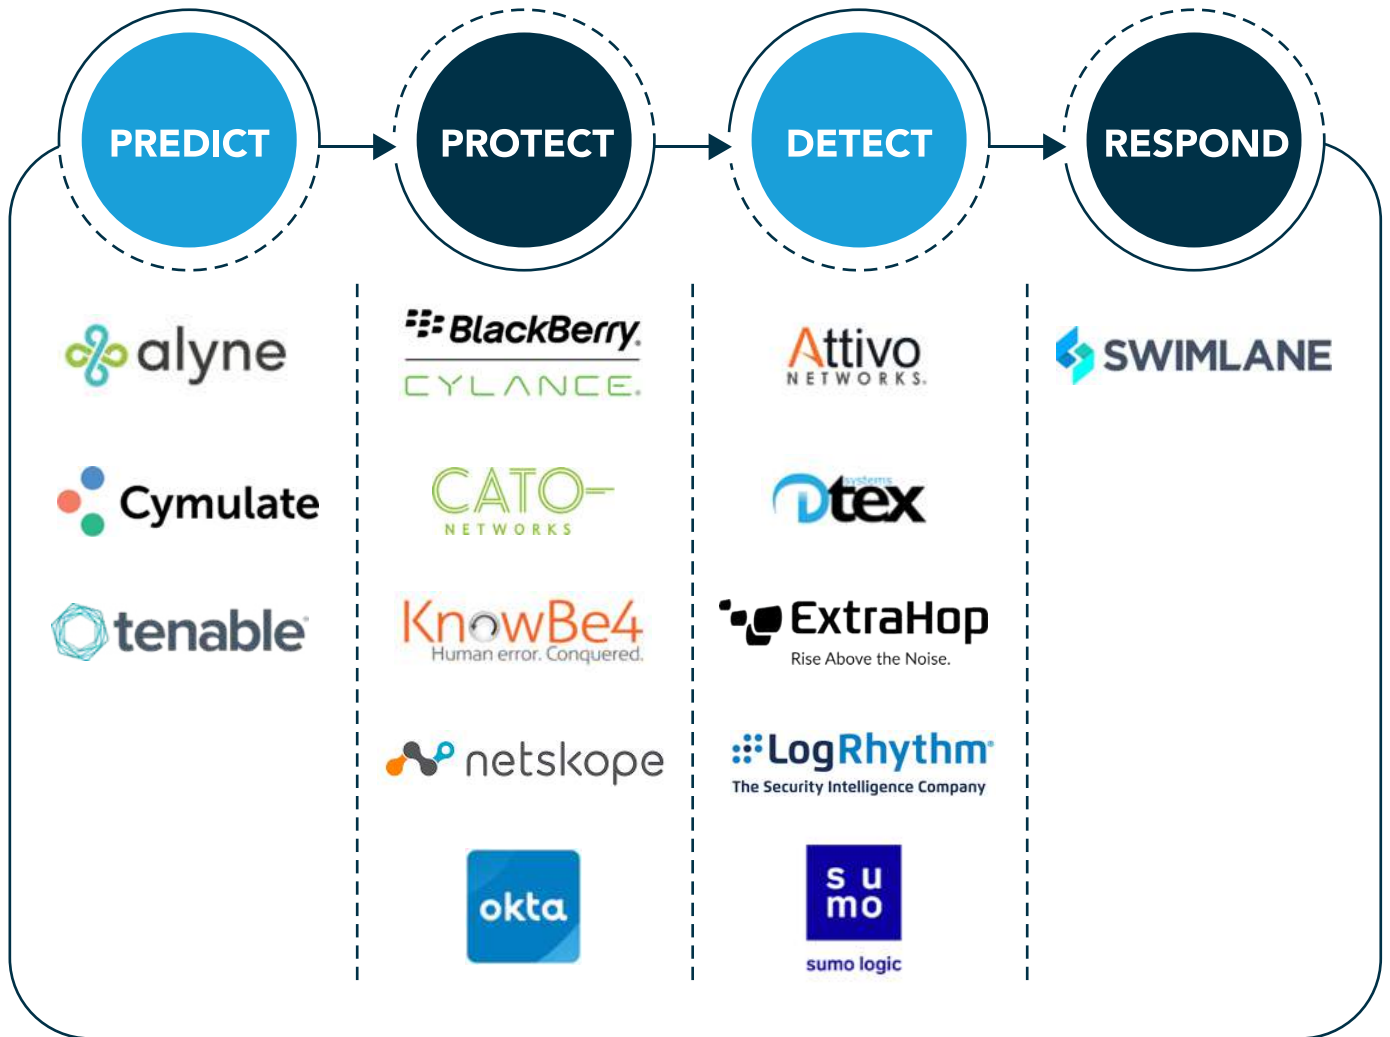 PREDICT
PROTECT
DETECT
RESPOND
alyne
Cymulate
tenable®
BlackBerry®
CYLANCE®
CATO
NETWORKS
KnowBe4
Human error. Conquered.
netskope
okta
Attivo
NETWORKS®
systems
Dtex
ExtraHop
Rise Above the Noise.
LogRhythm®
The Security Intelligence Company
su
mo
sumo logic
SWIMLANE